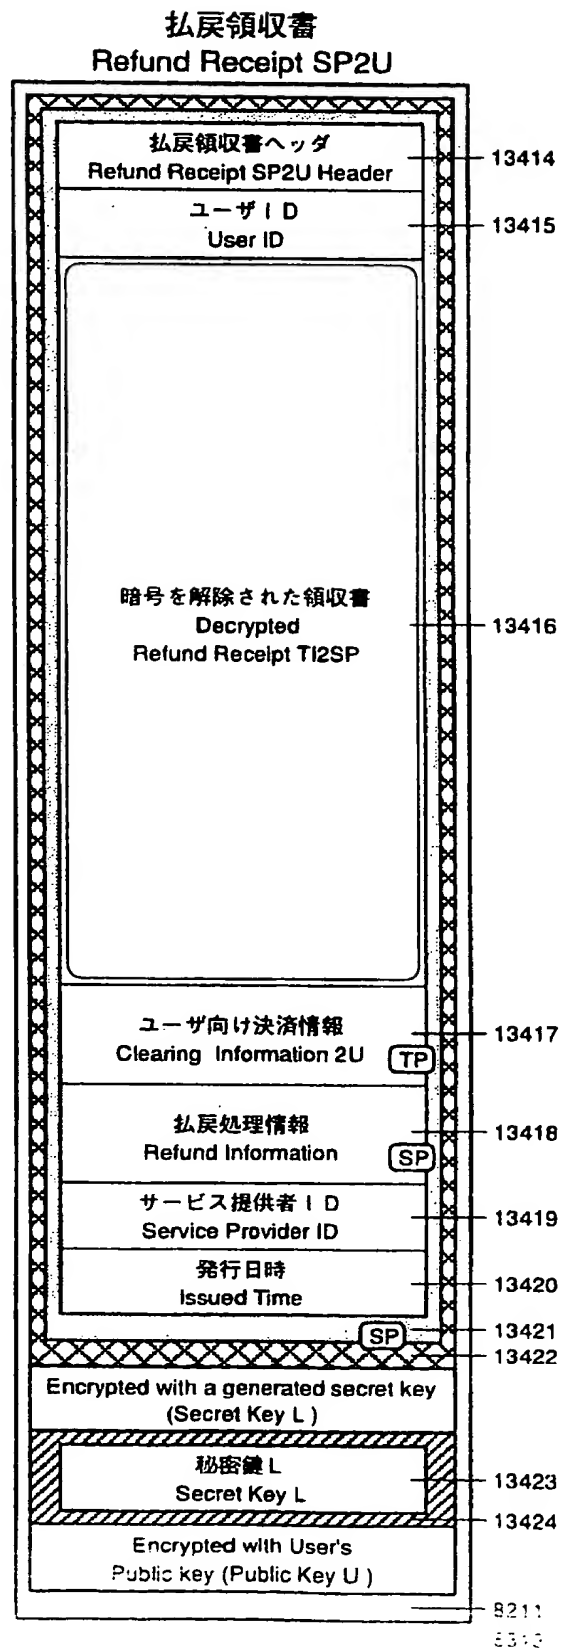 払戻領収書
Refund Receipt SP2U
払戻領収書ヘッダ
Refund Receipt SP2U Header
13414
ユーザID
User ID
13415
暗号を解除された領収書
Decrypted
Refund Receipt TI2SP
13416
ユーザ向け決済情報
Clearing Information 2U
TP
13417
払戻処理情報
Refund Information
SP
13418
サービス提供者ID
Service Provider ID
13419
発行日時
Issued Time
13420
SP
13421
13422
Encrypted with a generated secret key
(Secret Key L )
秘密鍵 L
Secret Key L
13423
13424
Encrypted with User's
Public key (Public Key U )
8211